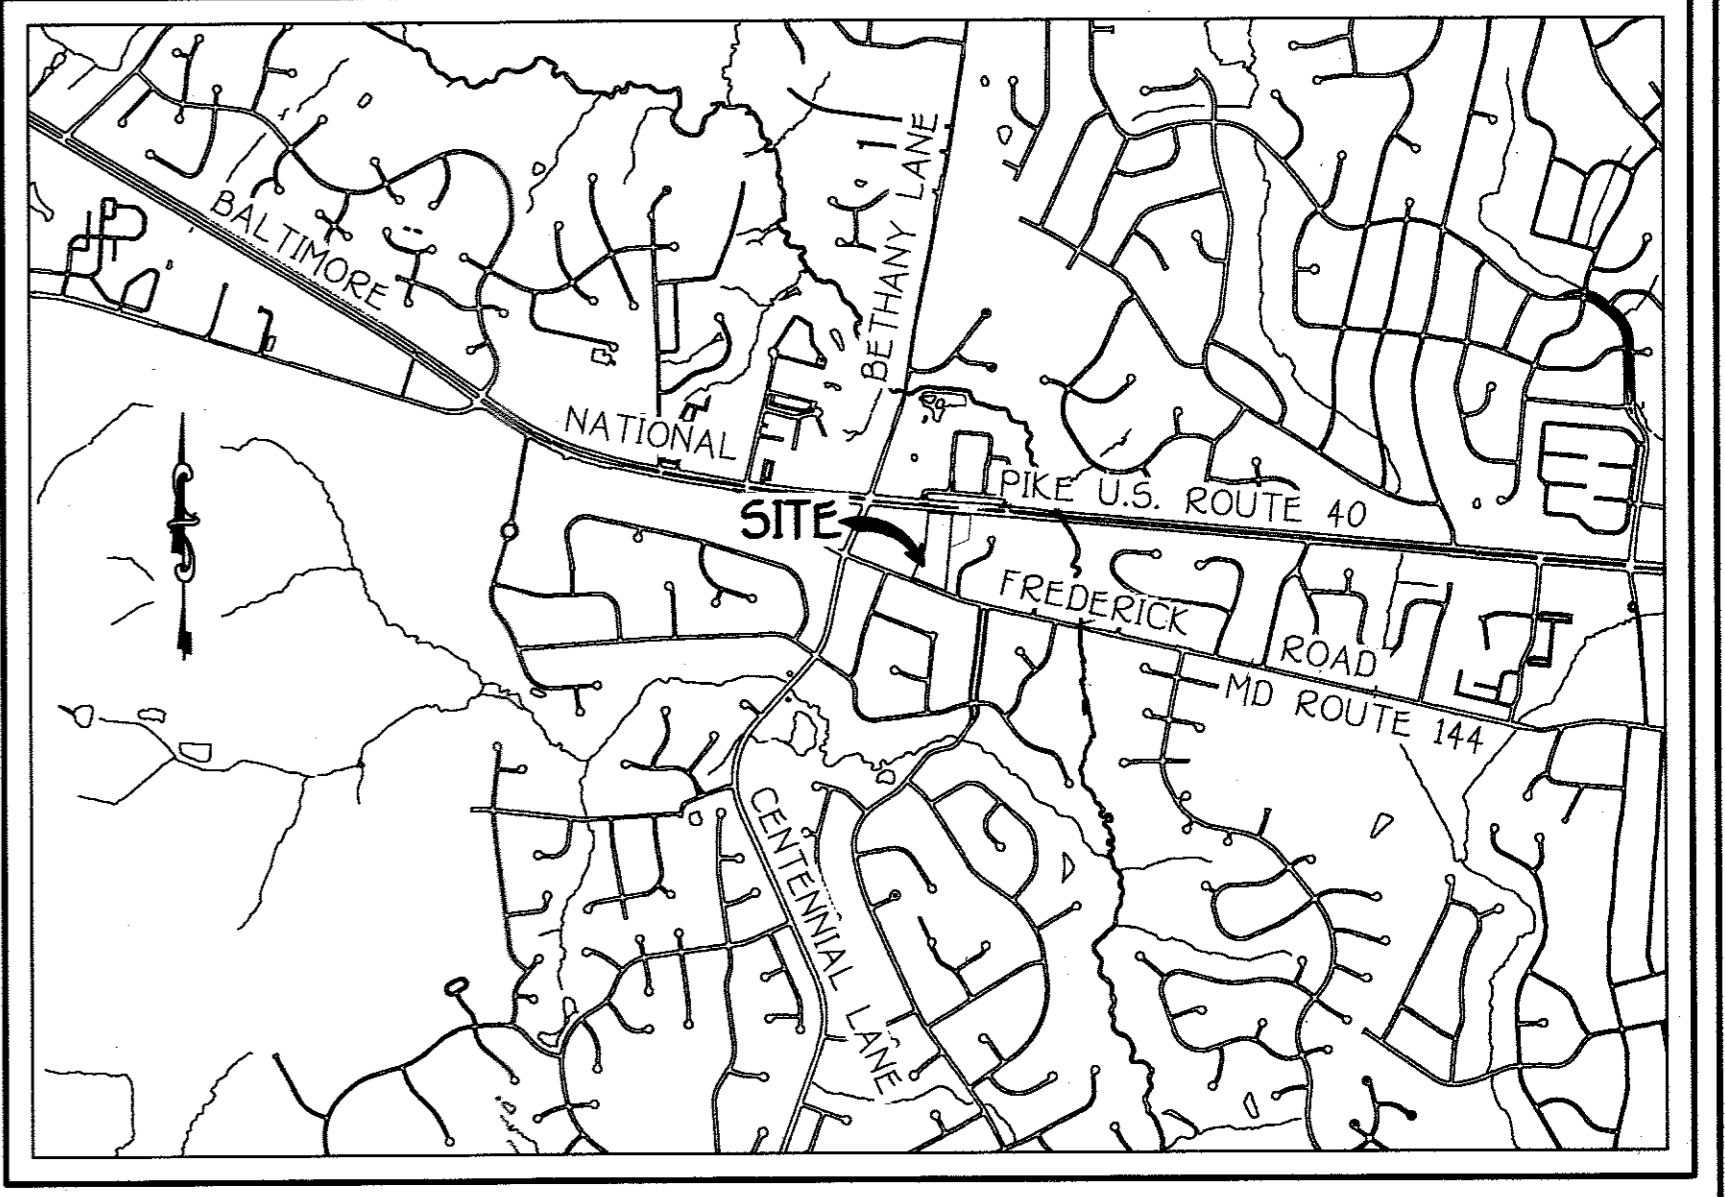 BETHANY LANE
BALTIMORE
NATIONAL
PIKE U.S. ROUTE 40
SITE
FREDERICK
ROAD
MD ROUTE 144
CENTENNIAL LANE